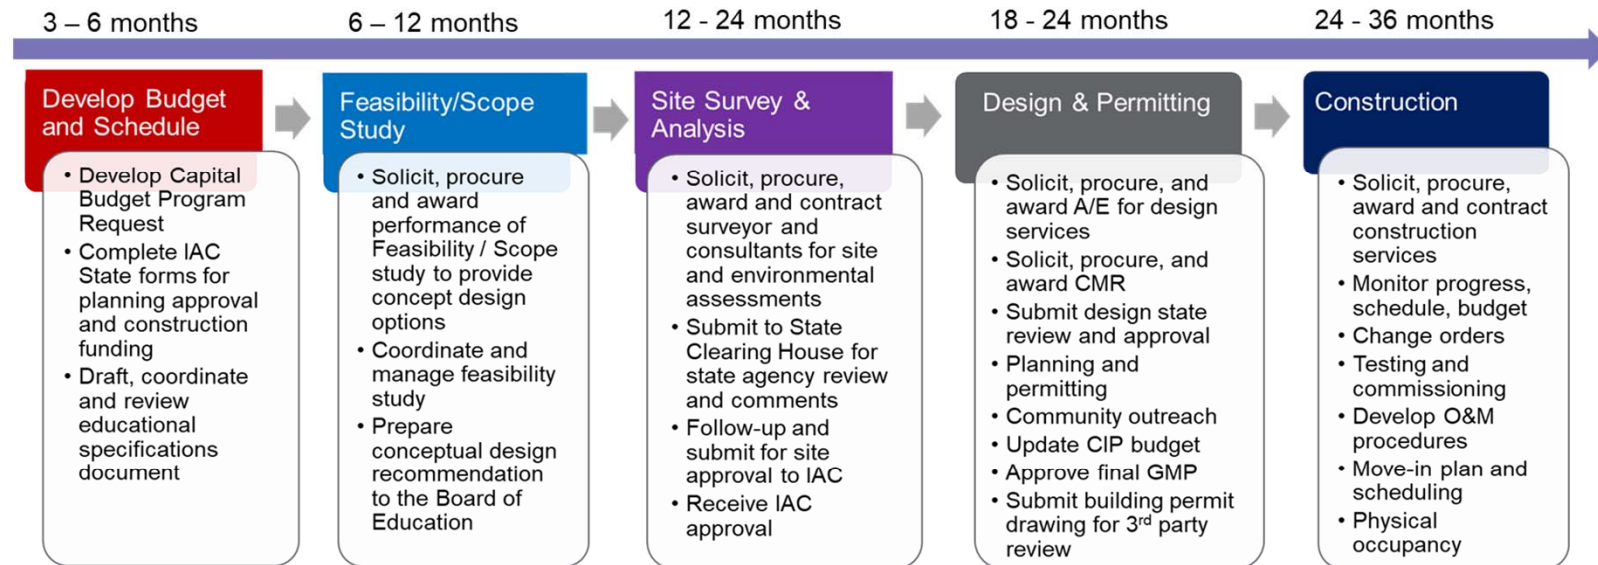 3 – 6 months
6 – 12 months
12 - 24 months
18 - 24 months
24 - 36 months
Develop Budget
and Schedule
• Develop Capital
Budget Program
Request
• Complete IAC
State forms for
planning approval
and construction
funding
• Draft, coordinate
and review
educational
specifications
document
Feasibility/Scope
Study
• Solicit, procure
and award
performance of
Feasibility / Scope
study to provide
concept design
options
• Coordinate and
manage feasibility
study
• Prepare
conceptual design
recommendation
to the Board of
Education
Site Survey &
Analysis
• Solicit, procure,
award and contract
surveyor and
consultants for site
and environmental
assessments
• Submit to State
Clearing House for
state agency review
and comments
• Follow-up and
submit for site
approval to IAC
• Receive IAC
approval
Design & Permitting
• Solicit, procure, and
award A/E for design
services
• Solicit, procure, and
award CMR
• Submit design state
review and approval
• Planning and
permitting
• Community outreach
• Update CIP budget
• Approve final GMP
• Submit building permit
drawing for 3rd party
review
Construction
• Solicit, procure,
award and contract
construction
services
• Monitor progress,
schedule, budget
• Change orders
• Testing and
commissioning
• Develop O&M
procedures
• Move-in plan and
scheduling
• Physical
occupancy